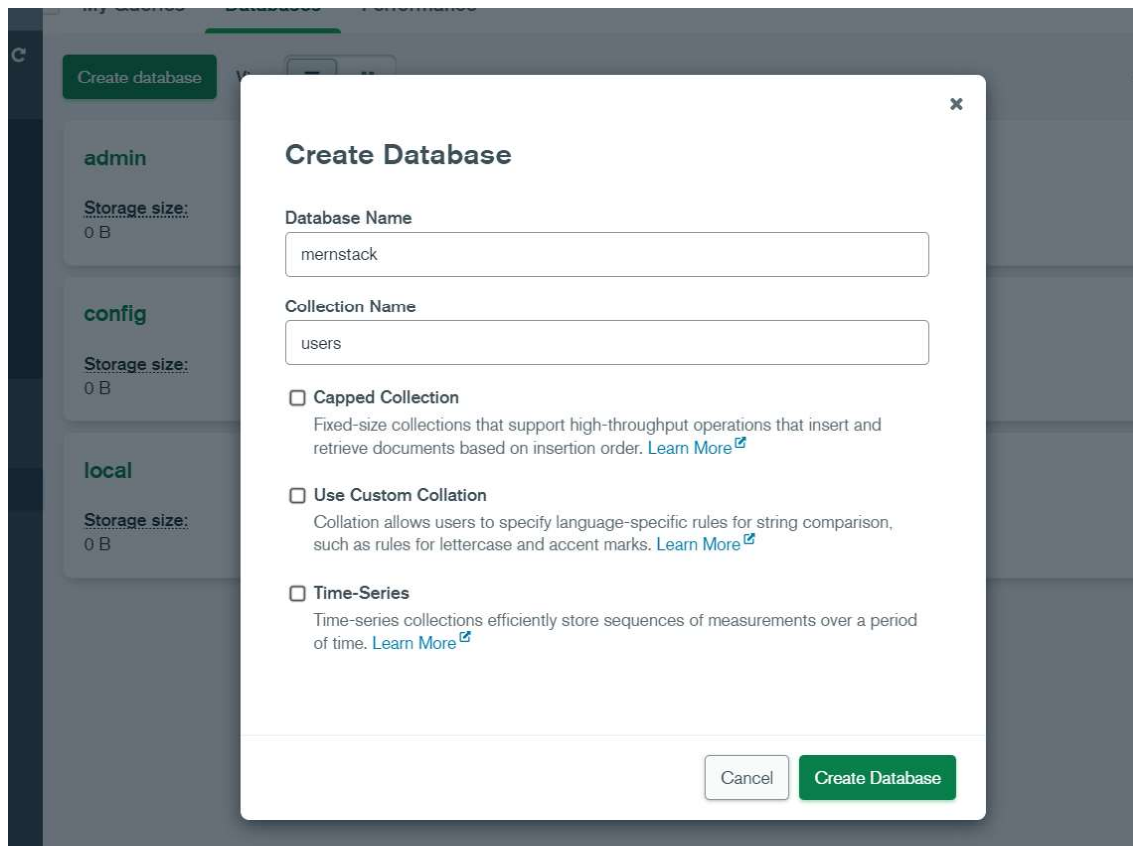 My Queries Databases Performance
Create database
Create Database
Database Name
mernstack
Collection Name
users
Capped Collection
Fixed-size collections that support high-throughput operations that insert and
retrieve documents based on insertion order. Learn More
Use Custom Collation
Collation allows users to specify language-specific rules for string comparison,
such as rules for lettercase and accent marks. Learn More
Time-Series
Time-series collections efficiently store sequences of measurements over a period
of time. Learn More
Cancel Create Database
admin
Storage size:
0 B
config
Storage size:
0 B
local
Storage size:
0 B